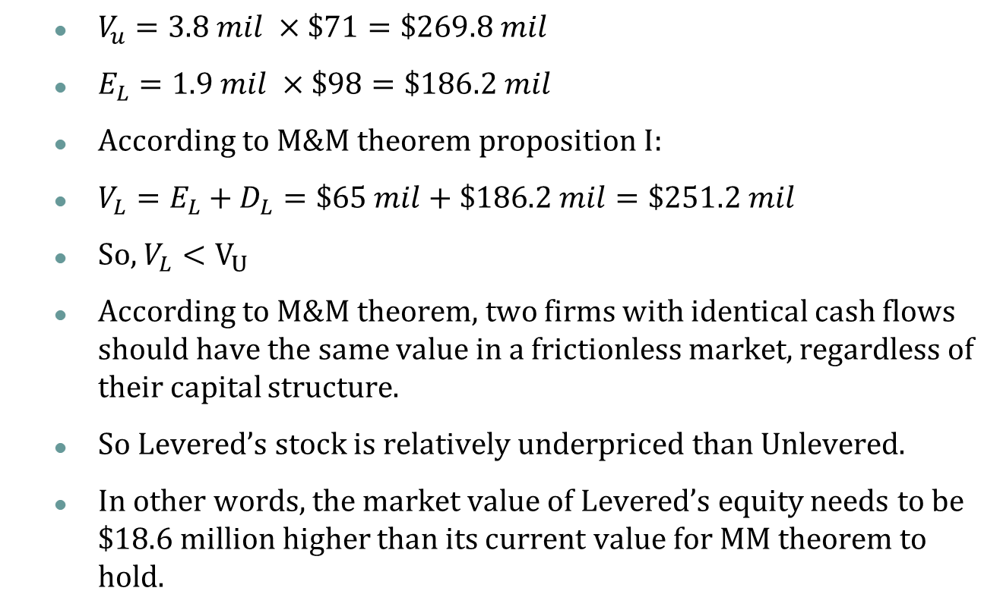 • V_u = 3.8 mil × $71 = $269.8 mil
• E_L = 1.9 mil × $98 = $186.2 mil
• According to M&M theorem proposition I:
• V_L = E_L + D_L = $65 mil + $186.2 mil = $251.2 mil
• So, V_L < V_U
• According to M&M theorem, two firms with identical cash flows
should have the same value in a frictionless market, regardless of
their capital structure.
• So Levered’s stock is relatively underpriced than Unlevered.
• In other words, the market value of Levered’s equity needs to be
$18.6 million higher than its current value for MM theorem to
hold.